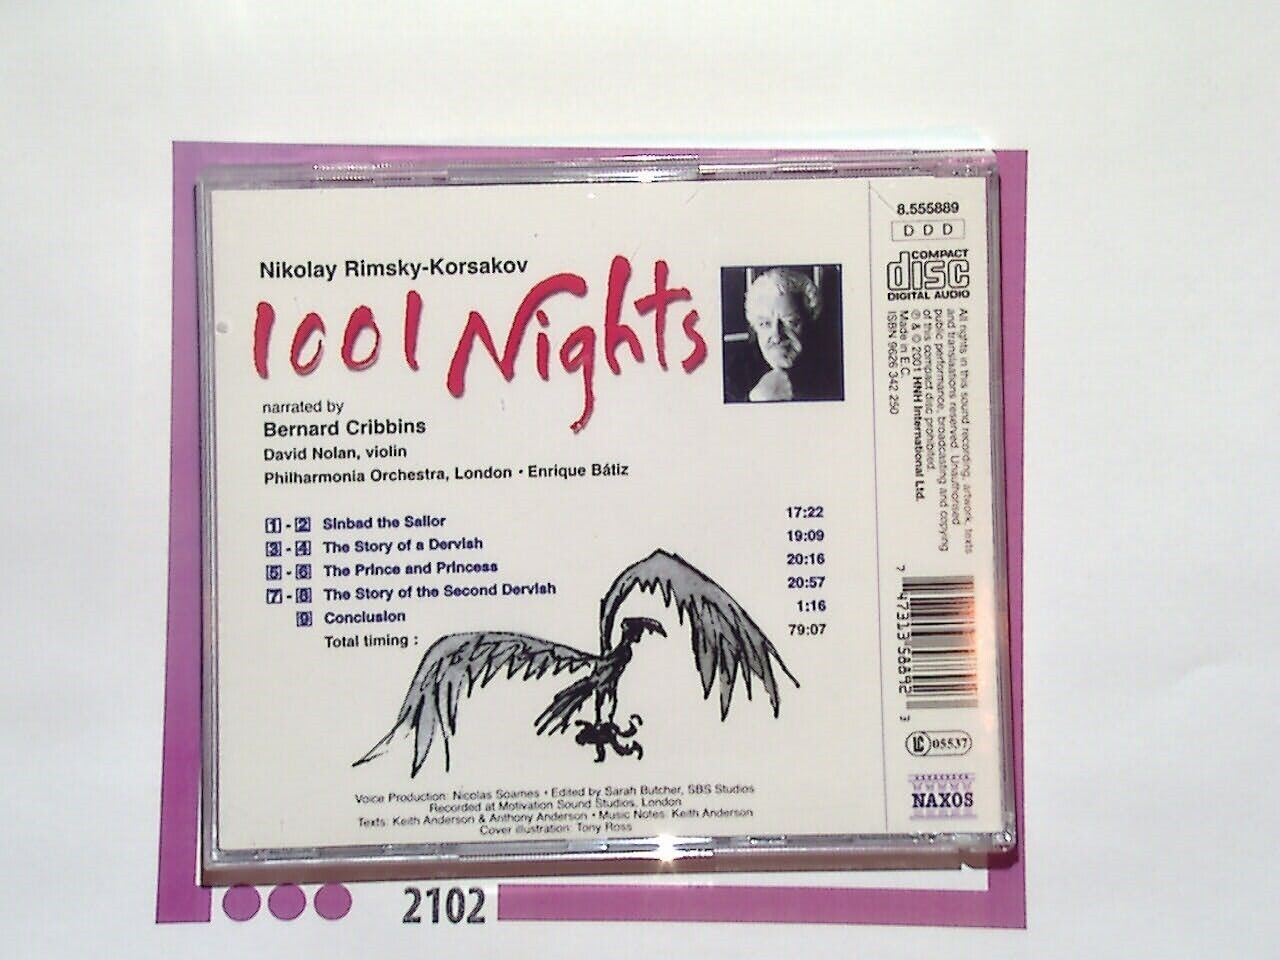 Nikolay Rimsky-Korsakov
1001 Nights
narrated by
Bernard Cribbins
David Nolan, violin
Philharmonia Orchestra, London • Enrique Bátiz
1 - 2 Sinbad the Sailor 17:22
3 - 4 The Story of a Dervish 19:09
5 - 6 The Prince and Princess 20:16
7 - 8 The Story of the Second Dervish 20:57
9 Conclusion 1:16
Total timing : 79:07
Voice Production: Nicolas Soames • Edited by Sarah Butcher, SBS Studios
Recorded at Motivation Sound Studios, London
Texts: Keith Anderson & Anthony Anderson • Music Notes: Keith Anderson
Cover illustration: Tony Ross
8.555889
D D D
COMPACT
disc
DIGITAL AUDIO
All rights in this sound recording, artwork, texts
and translations reserved. Unauthorised
public performance, broadcasting and copying
of this compact disc prohibited.
℗ & © 2001 HNH International Ltd.
Made in E.C.
ISBN 9626 342 250
7 47313 58892 3
LC 05537
NAXOS
2102